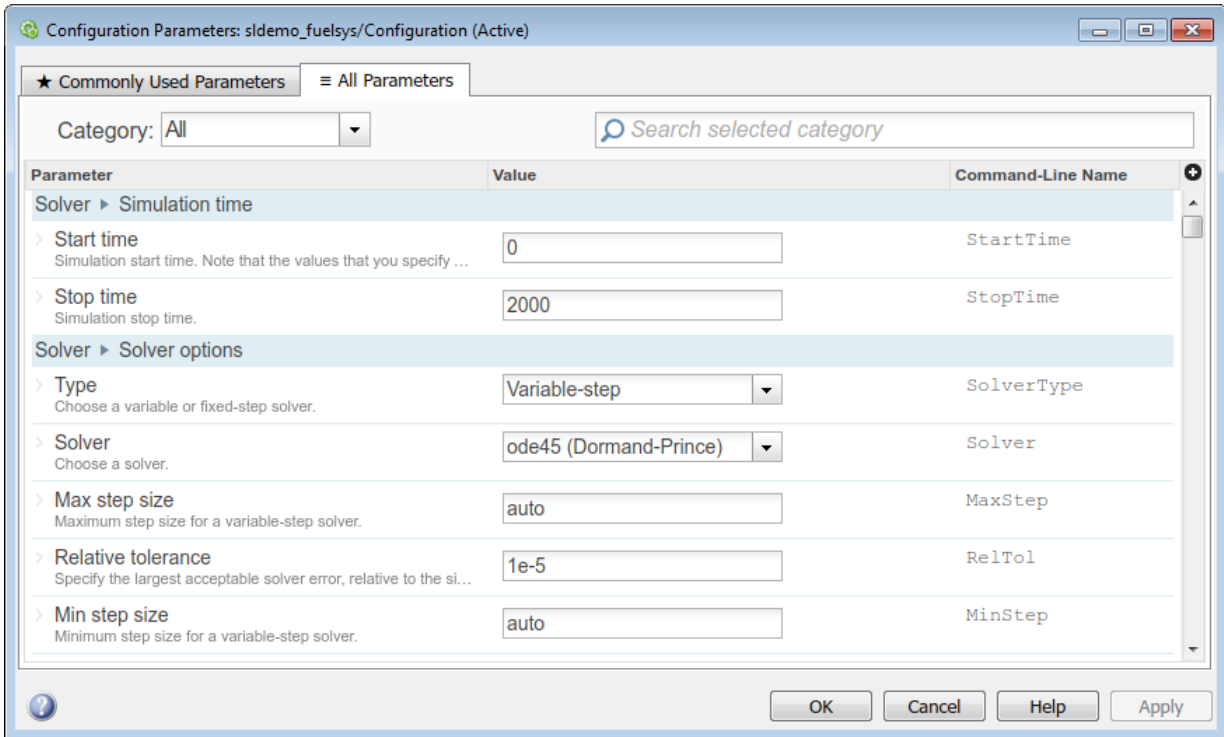 Configuration Parameters: sldemo_fuelsys/Configuration (Active)
★ Commonly Used Parameters
≡ All Parameters
Category: All
Search selected category
Parameter Value Command-Line Name
Solver ▸ Simulation time
Start time 0 StartTime
Simulation start time. Note that the values that you specify …
Stop time 2000 StopTime
Simulation stop time.
Solver ▸ Solver options
Type Variable-step SolverType
Choose a variable or fixed-step solver.
Solver ode45 (Dormand-Prince) Solver
Choose a solver.
Max step size auto MaxStep
Maximum step size for a variable-step solver.
Relative tolerance 1e-5 RelTol
Specify the largest acceptable solver error, relative to the si…
Min step size auto MinStep
Minimum step size for a variable-step solver.
OK Cancel Help Apply